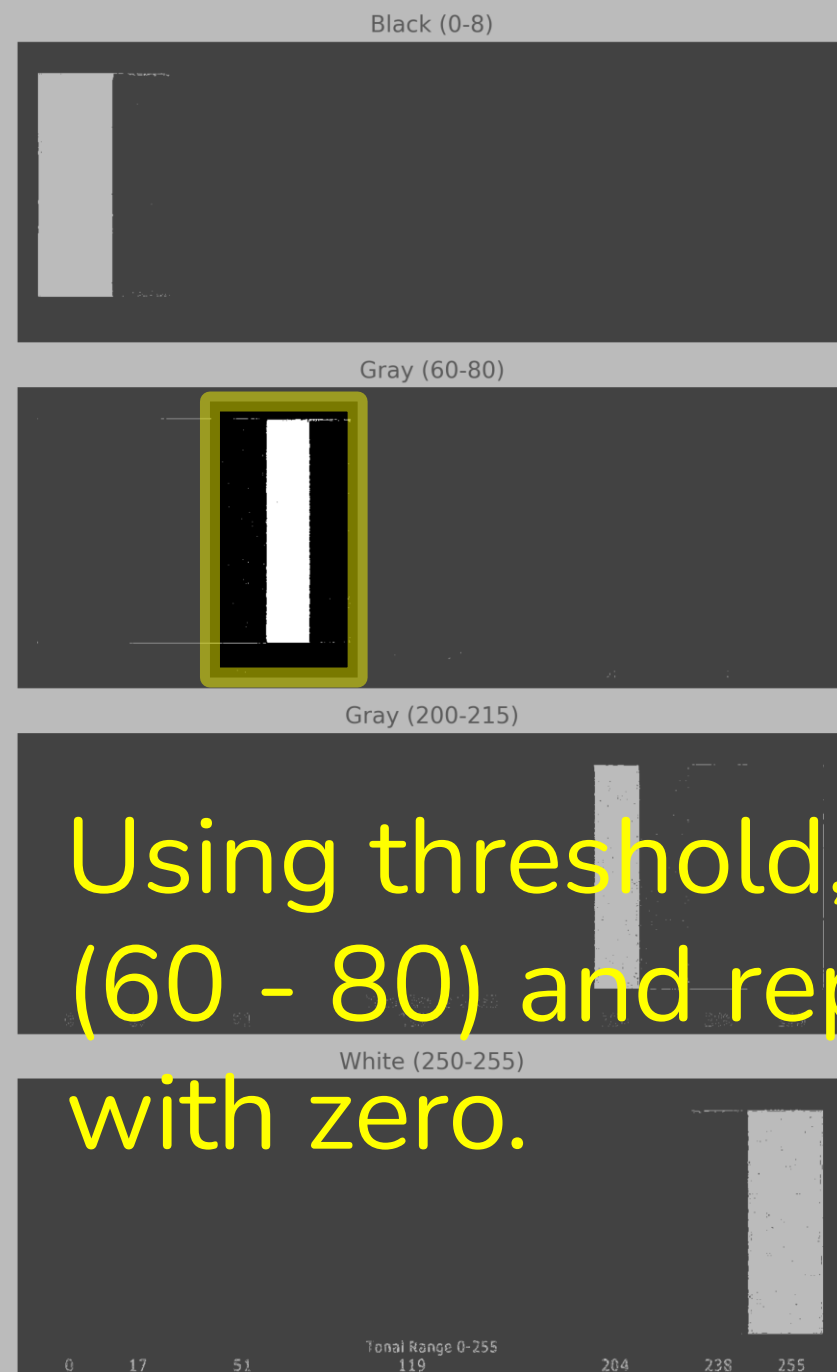 Black (0-8)
Gray (60-80)
Gray (200-215)
Using threshold,
(60 - 80) and rep
with zero.
White (250-255)
Tonal Range 0-255
0 17 51 119 204 238 255